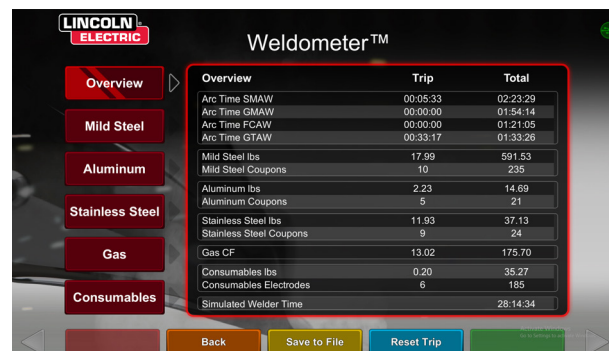 LINCOLN
ELECTRIC
Weldometer™
Overview
Mild Steel
Aluminum
Stainless Steel
Gas
Consumables
Overview Trip Total
Arc Time SMAW 00:05:33 02:23:29
Arc Time GMAW 00:00:00 01:54:14
Arc Time FCAW 00:00:00 01:21:05
Arc Time GTAW 00:33:17 01:33:26
Mild Steel lbs 17.99 591.53
Mild Steel Coupons 10 235
Aluminum lbs 2.23 14.69
Aluminum Coupons 5 21
Stainless Steel lbs 11.93 37.13
Stainless Steel Coupons 9 24
Gas CF 13.02 175.70
Consumables lbs 0.20 35.27
Consumables Electrodes 6 185
Simulated Welder Time 28:14:34
Back Save to File Reset Trip